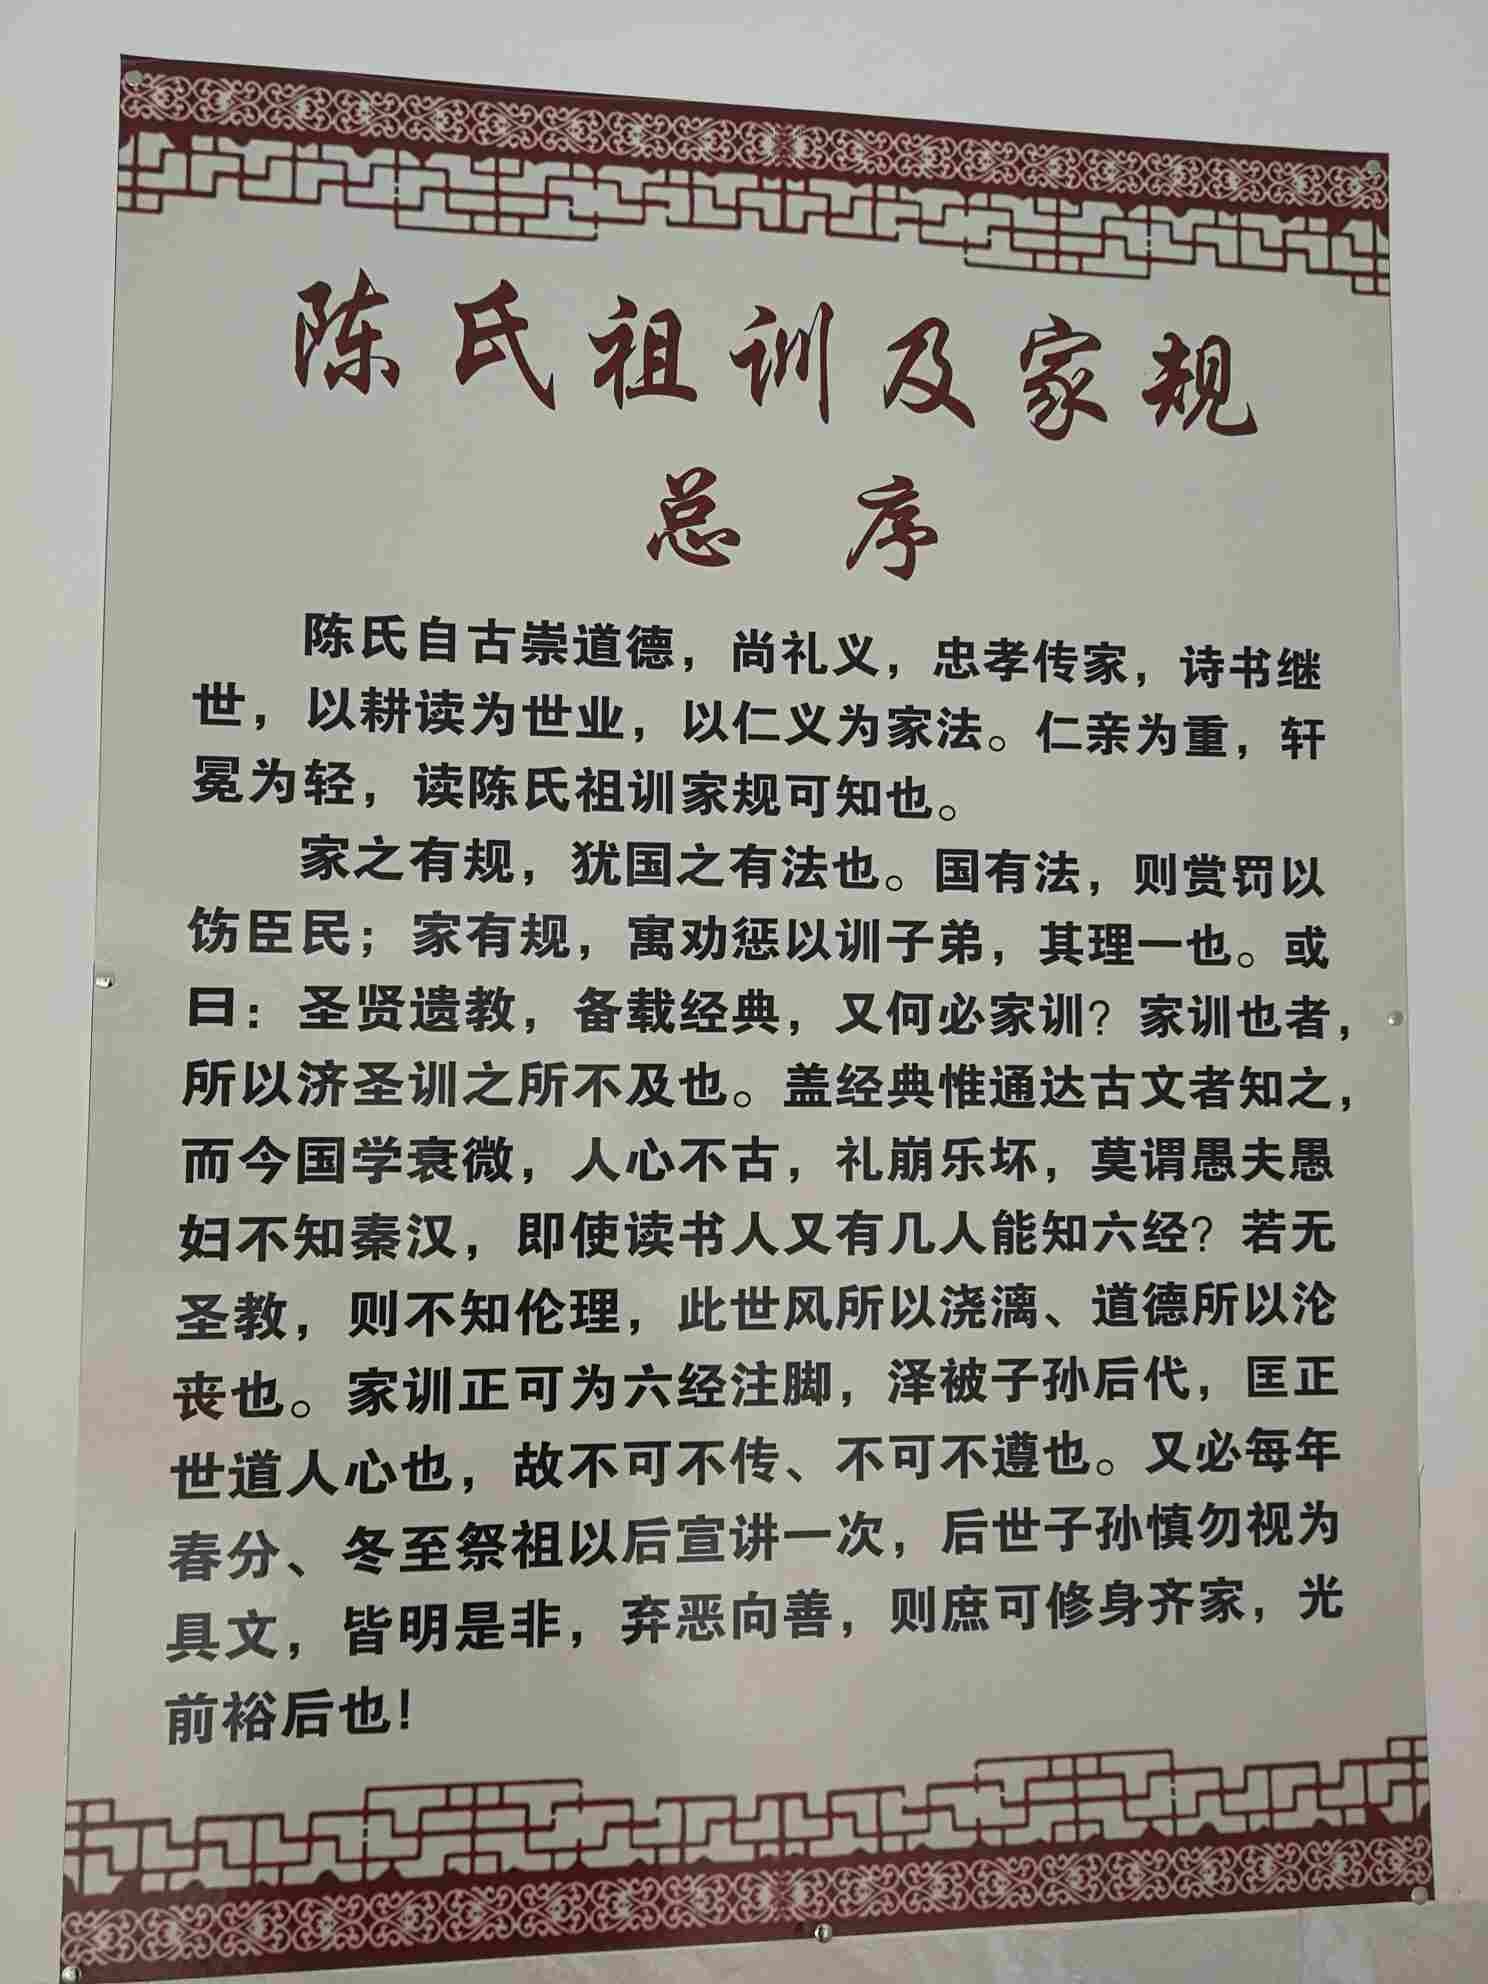 陈氏祖训及家规
总序
陈氏自古崇道德，尚礼义，忠孝传家，诗书继
世，以耕读为世业，以仁义为家法。仁亲为重，轩
冕为轻，读陈氏祖训家规可知也。
家之有规，犹国之有法也。国有法，则赏罚以
饬臣民；家有规，寓劝惩以训子弟，其理一也。或
曰：圣贤遗教，备载经典，又何必家训？家训也者，
所以济圣训之所不及也。盖经典惟通达古文者知之，
而今国学衰微，人心不古，礼崩乐坏，莫谓愚夫愚
妇不知秦汉，即使读书人又有几人能知六经？若无
圣教，则不知伦理，此世风所以浇漓、道德所以沦
丧也。家训正可为六经注脚，泽被子孙后代，匡正
世道人心也，故不可不传、不可不遵也。又必每年
春分、冬至祭祖以后宣讲一次，后世子孙慎勿视为
具文，皆明是非，弃恶向善，则庶可修身齐家，光
前裕后也！